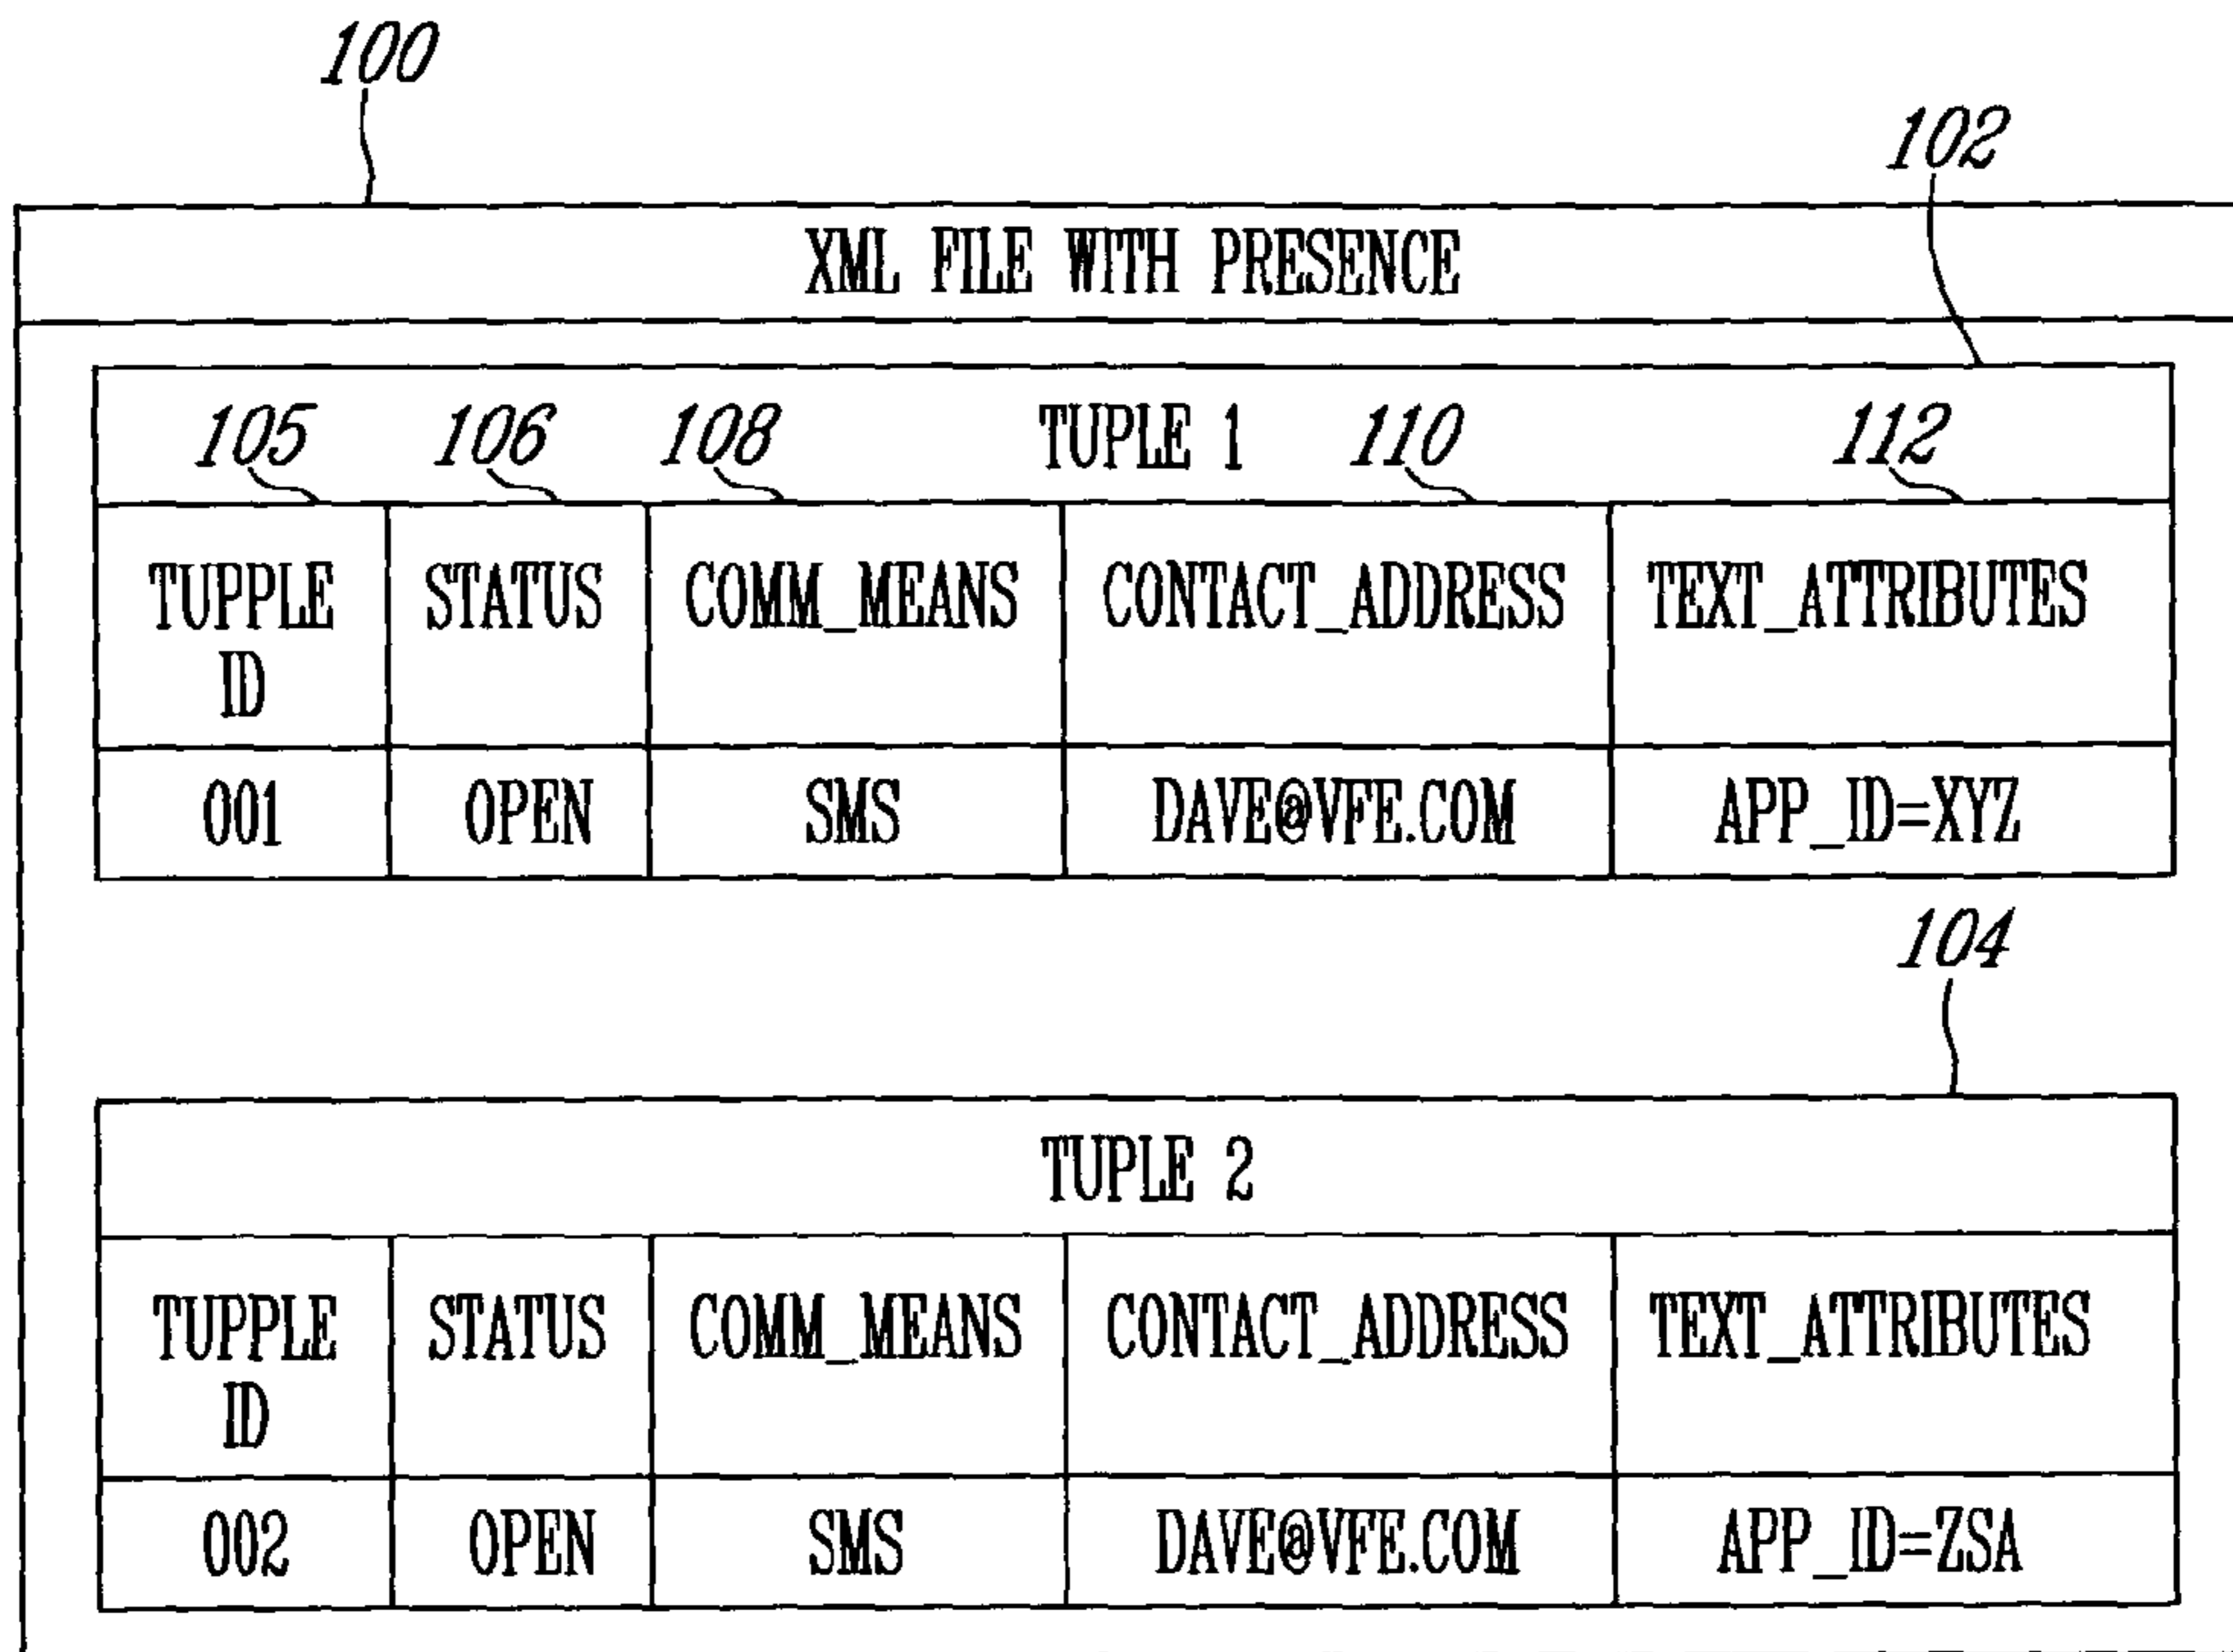 100
102
XML FILE WITH PRESENCE
TUPLE 1
105 106 108 110 112
TUPPLE ID STATUS COMM_MEANS CONTACT_ADDRESS TEXT_ATTRIBUTES
001 OPEN SMS DAVE@VFE.COM APP_ID=XYZ
104
TUPLE 2
TUPPLE ID STATUS COMM_MEANS CONTACT_ADDRESS TEXT_ATTRIBUTES
002 OPEN SMS DAVE@VFE.COM APP_ID=ZSA